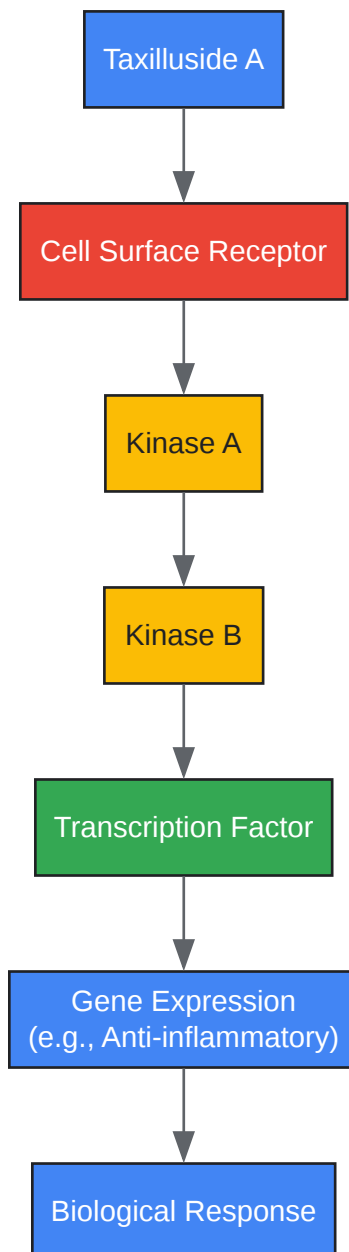 Taxilluside A
Cell Surface Receptor
Kinase A
Kinase B
Transcription Factor
Gene Expression
(e.g., Anti-inflammatory)
Biological Response